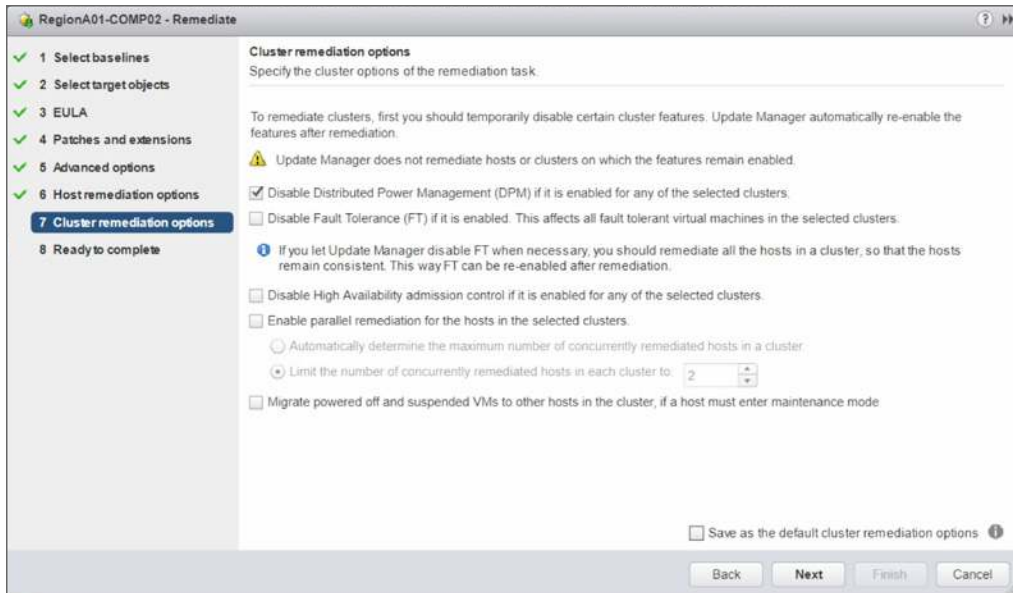 RegionA01-COMP02 - Remediate
?
1 Select baselines
2 Select target objects
3 EULA
4 Patches and extensions
5 Advanced options
6 Host remediation options
7 Cluster remediation options
8 Ready to complete
Cluster remediation options
Specify the cluster options of the remediation task.
To remediate clusters, first you should temporarily disable certain cluster features. Update Manager automatically re-enable the
features after remediation.
Update Manager does not remediate hosts or clusters on which the features remain enabled.
Disable Distributed Power Management (DPM) if it is enabled for any of the selected clusters.
Disable Fault Tolerance (FT) if it is enabled. This affects all fault tolerant virtual machines in the selected clusters.
If you let Update Manager disable FT when necessary, you should remediate all the hosts in a cluster, so that the hosts
remain consistent. This way FT can be re-enabled after remediation.
Disable High Availability admission control if it is enabled for any of the selected clusters.
Enable parallel remediation for the hosts in the selected clusters.
Automatically determine the maximum number of concurrently remediated hosts in a cluster.
Limit the number of concurrently remediated hosts in each cluster to: 2
Migrate powered off and suspended VMs to other hosts in the cluster, if a host must enter maintenance mode
Save as the default cluster remediation options
Back Next Finish Cancel